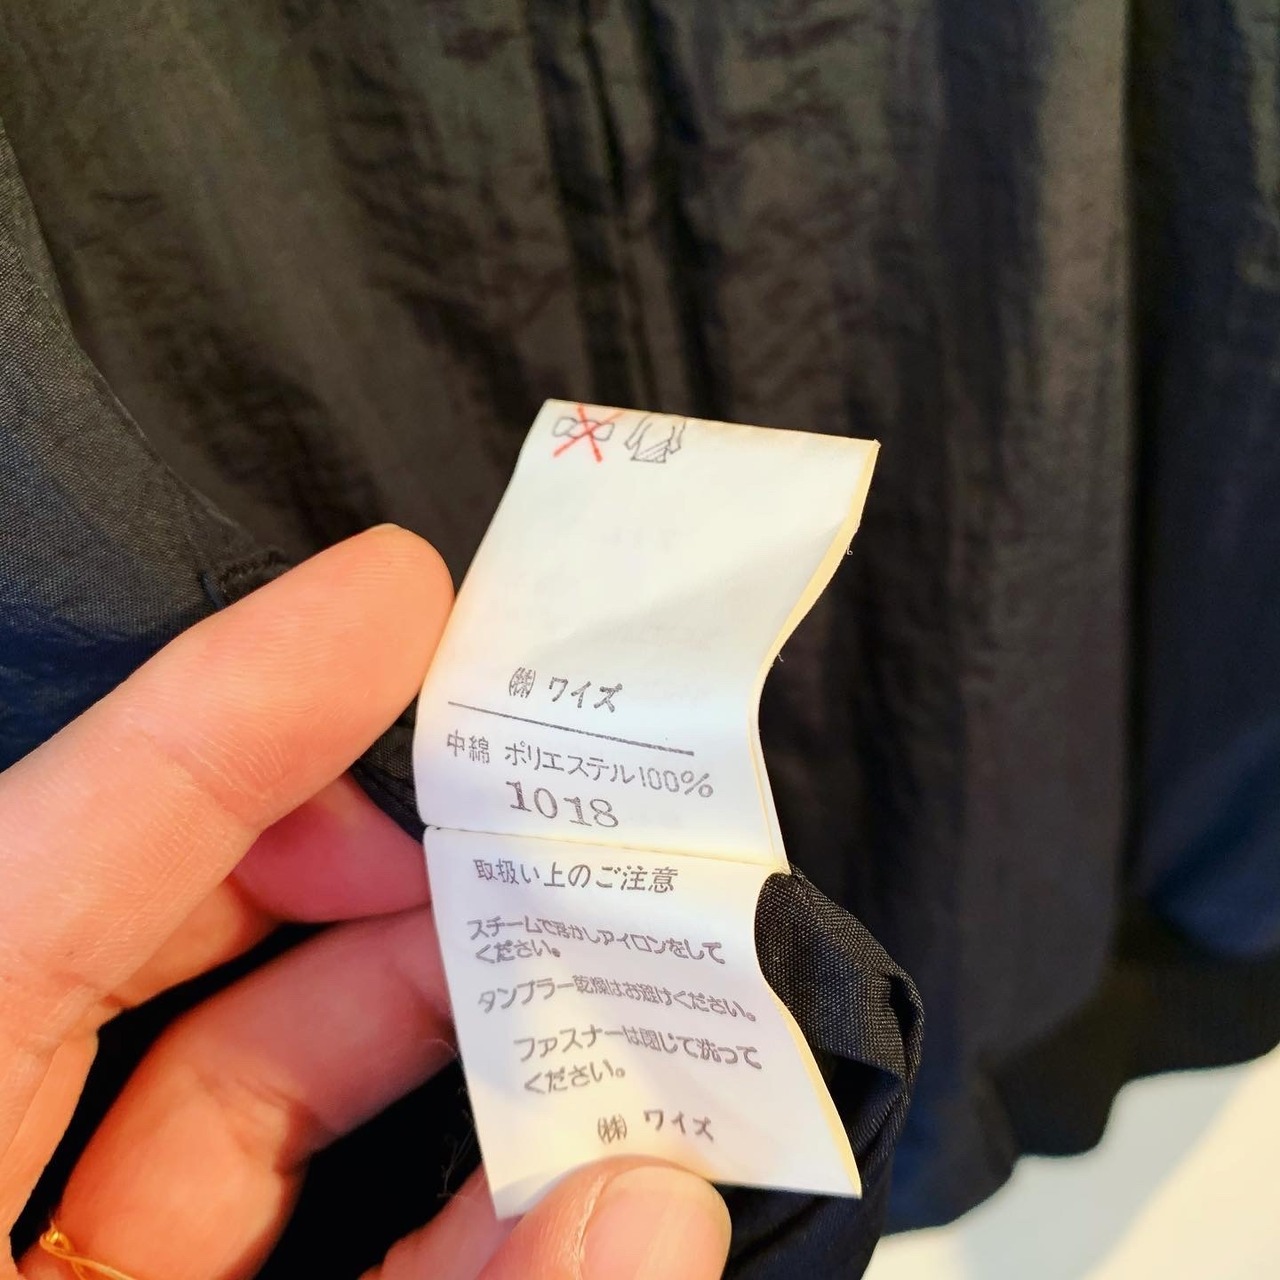 ㈱ ワイズ
中綿 ポリエステル100%
1018
取扱い上のご注意
スチームで浮かしアイロンをして
ください。
タンブラー乾燥はお避けください。
ファスナーは閉じて洗って
ください。
㈱ ワイズ